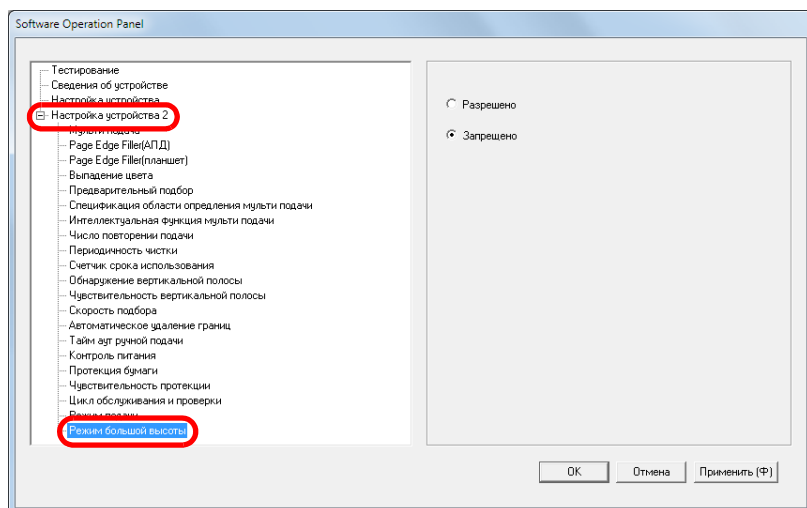 Software Operation Panel
Тестирование
Сведения об устройстве
Настройка устройства
Настройка устройства 2
Мульти подача
Page Edge Filler(АПД)
Page Edge Filler(планшет)
Выпадение цвета
Предварительный подбор
Спецификация области опредления мульти подачи
Интеллектуальная функция мульти подачи
Число повторении подачи
Периодичность чистки
Счетчик срока использования
Обнаружение вертикальной полосы
Чувствительность вертикальной полосы
Скорость подбора
Автоматическое удаление границ
Тайм аут ручной подачи
Контроль питания
Протекция бумаги
Чувствительность протекции
Цикл обслуживания и проверки
Режим подачи
Режим большой высоты
Разрешено
Запрещено
OK
Отмена
Применить (Ф)